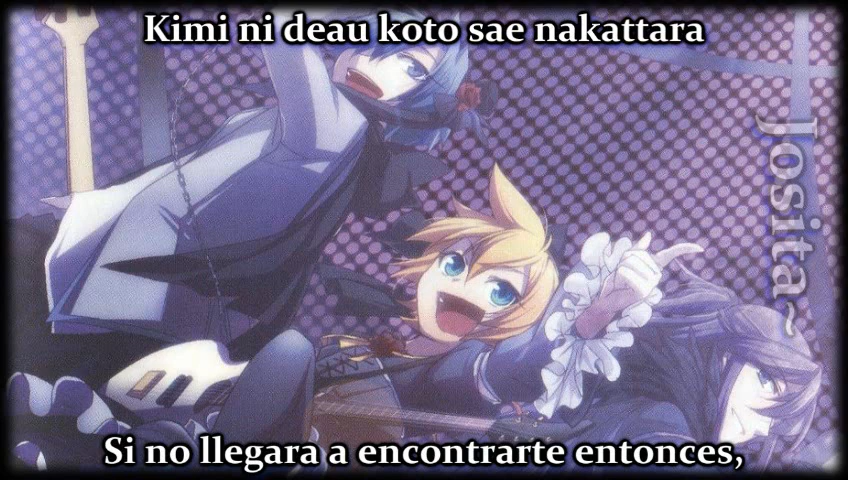 Kimi ni deau koto sae nakattara
Josita~
Si no llegara a encontrarte entonces,